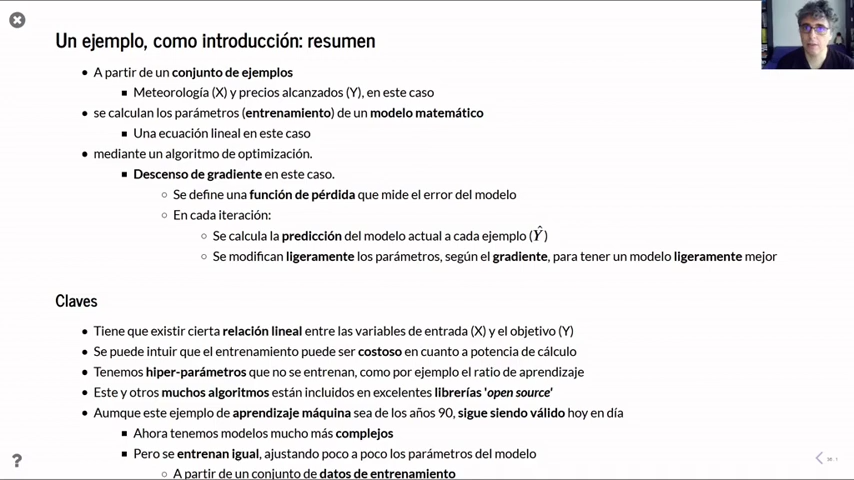 Un ejemplo, como introducción: resumen
A partir de un conjunto de ejemplos
Meteorología (X) y precios alcanzados (Y), en este caso
se calculan los parámetros (entrenamiento) de un modelo matemático
Una ecuación lineal en este caso
mediante un algoritmo de optimización.
Descenso de gradiente en este caso.
Se define una función de pérdida que mide el error del modelo
En cada iteración:
Se calcula la predicción del modelo actual a cada ejemplo (Ŷ)
Se modifican ligeramente los parámetros, según el gradiente, para tener un modelo ligeramente mejor
Claves
Tiene que existir cierta relación lineal entre las variables de entrada (X) y el objetivo (Y)
Se puede intuir que el entrenamiento puede ser costoso en cuanto a potencia de cálculo
Tenemos hiper-parámetros que no se entrenan, como por ejemplo el ratio de aprendizaje
Este y otros muchos algoritmos están incluidos en excelentes librerías 'open source'
Aumque este ejemplo de aprendizaje máquina sea de los años 90, sigue siendo válido hoy en día
Ahora tenemos modelos mucho más complejos
Pero se entrenan igual, ajustando poco a poco los parámetros del modelo
A partir de un conjunto de datos de entrenamiento
?